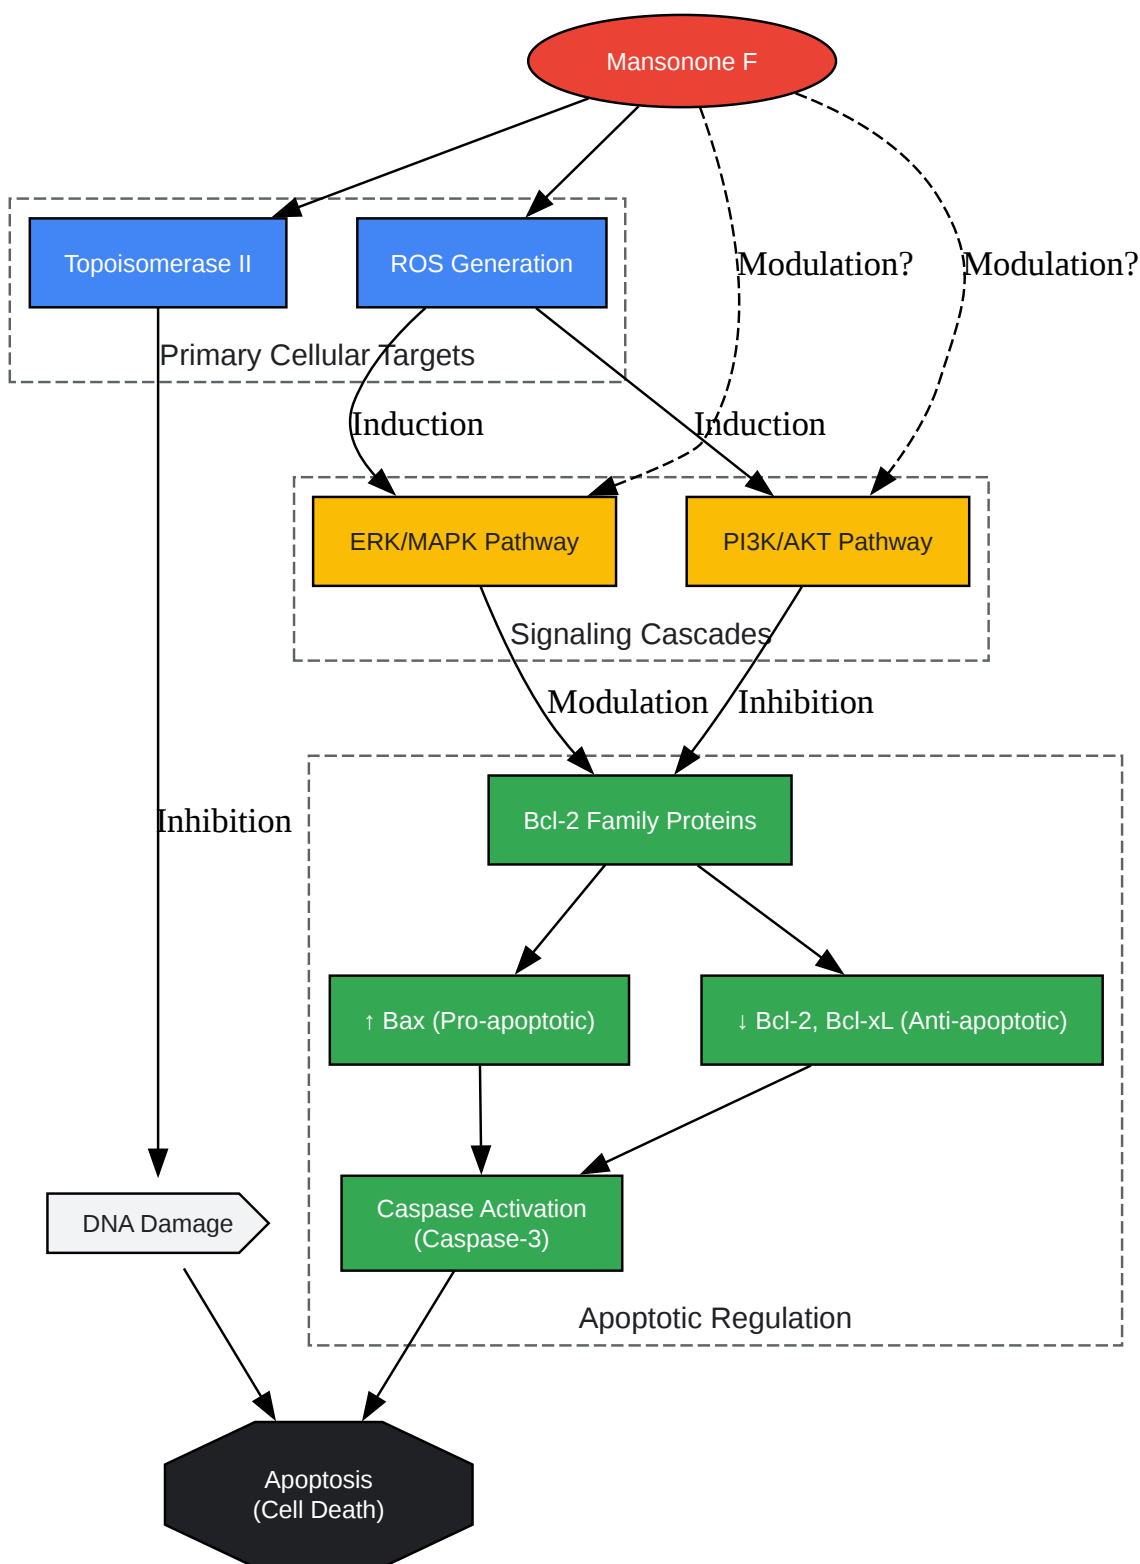 Mansonone F
Topoisomerase II
ROS Generation
Modulation?
Modulation?
Primary Cellular Targets
Induction
Induction
ERK/MAPK Pathway
PI3K/AKT Pathway
Signaling Cascades
Modulation
Inhibition
Inhibition
Bcl-2 Family Proteins
↑ Bax (Pro-apoptotic)
↓ Bcl-2, Bcl-xL (Anti-apoptotic)
DNA Damage
Caspase Activation
(Caspase-3)
Apoptotic Regulation
Apoptosis
(Cell Death)